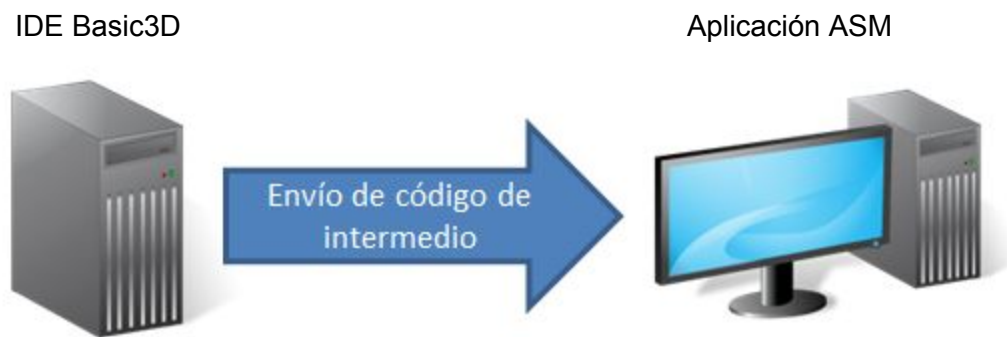 IDE Basic3D
Aplicación ASM
Envío de código de
intermedio